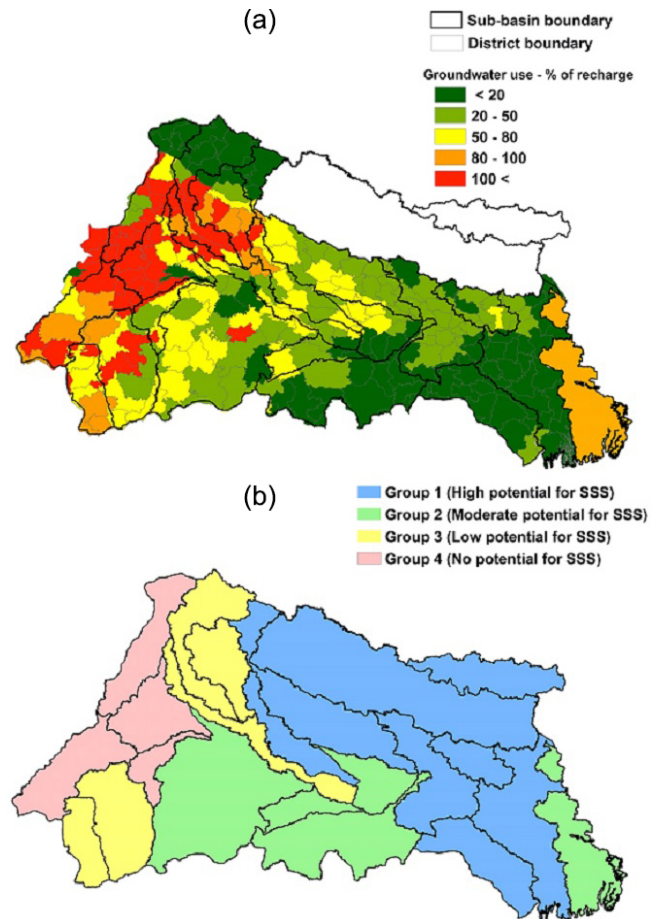 (a)
Sub-basin boundary
District boundary
Groundwater use - % of recharge
< 20
20 - 50
50 - 80
80 - 100
100 <
(b)
Group 1 (High potential for SSS)
Group 2 (Moderate potential for SSS)
Group 3 (Low potential for SSS)
Group 4 (No potential for SSS)